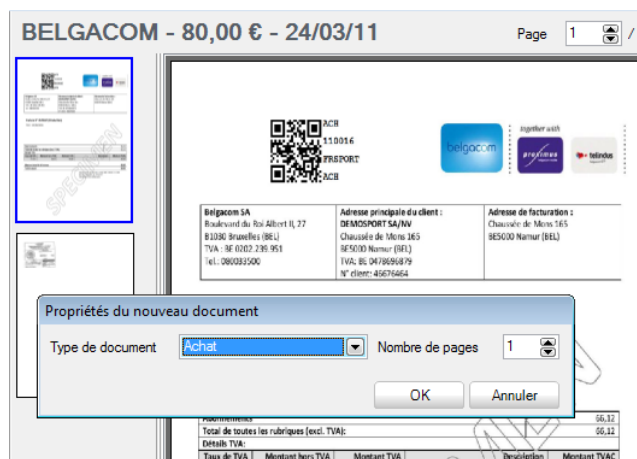 BELGACOM - 80,00 € - 24/03/11
Page 1 /
SPECIMEN
ACH
110016
FRSPORT
ACH
belgacom
together with
proximus
telindus
Belgacom SA
Boulevard du Roi Albert II, 27
B1030 Bruxelles (BEL)
TVA : BE 0202.239.951
Tel.: 080033500
Adresse principale du client :
DEMOSPORT SA/NV
Chaussée de Mons 165
BE5000 Namur (BEL)
TVA: BE 0478696879
N° client: 46676464
Adresse de facturation :
Chaussée de Mons 165
BE5000 Namur (BEL)
Propriétés du nouveau document
Type de document Achat Nombre de pages 1
OK Annuler
Abonnements 66,12
Total de toutes les rubriques (excl. TVA): 66,12
Détails TVA:
Taux de TVA Montant hors TVA Montant TVA Description Montant TVAC